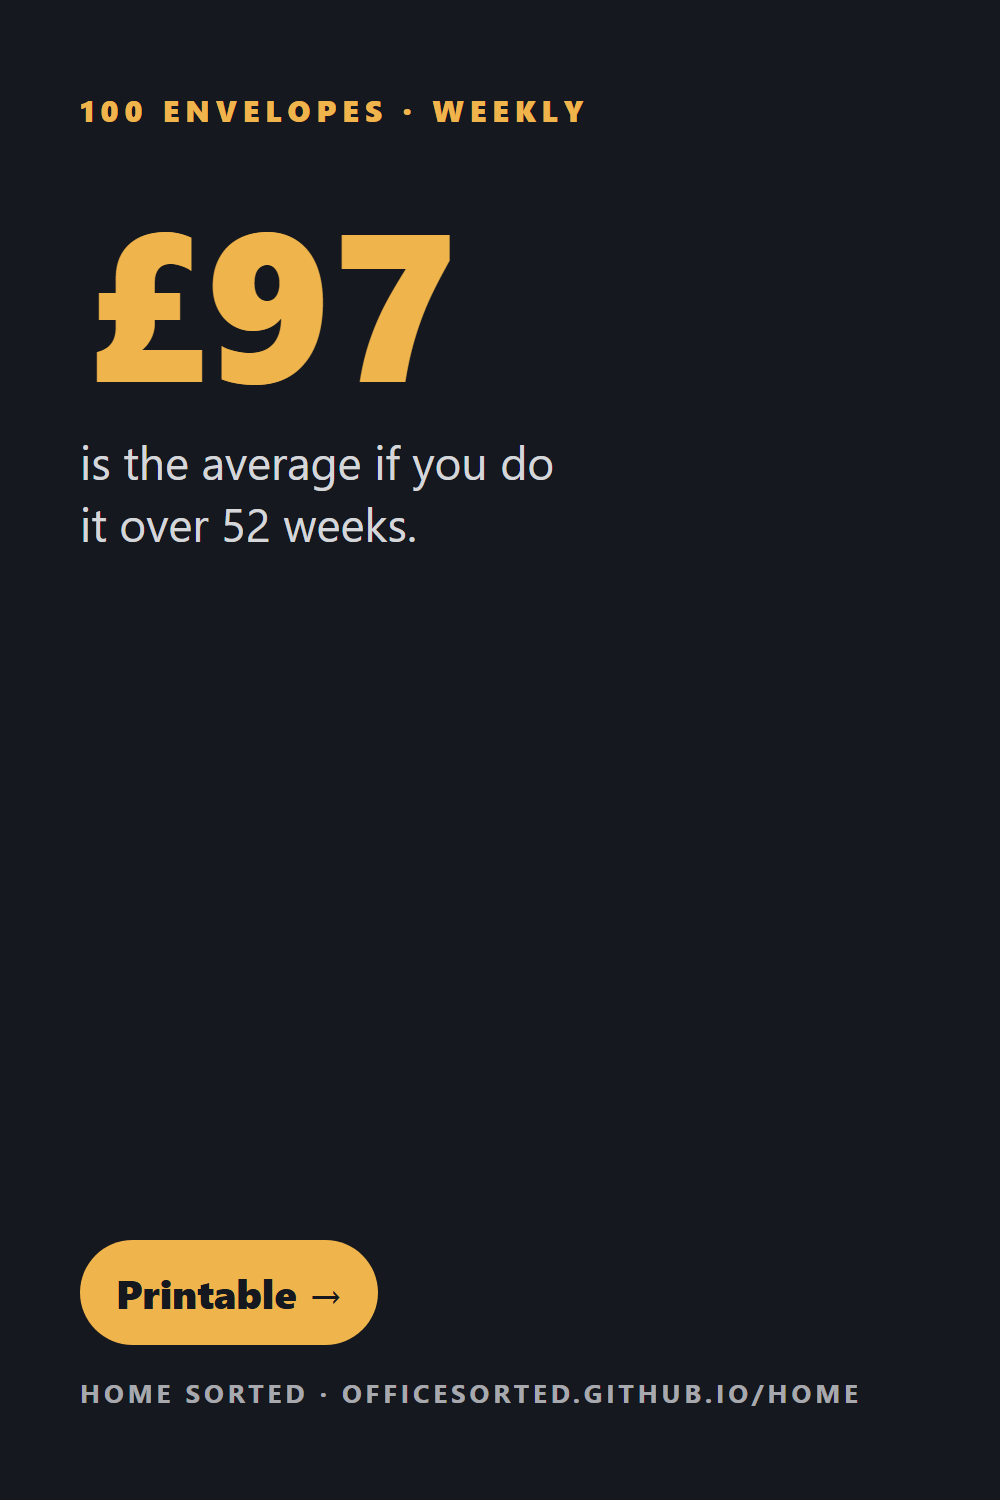 100 ENVELOPES · WEEKLY
£97
is the average if you do
it over 52 weeks.
Printable →
HOME SORTED · OFFICESORTED.GITHUB.IO/HOME